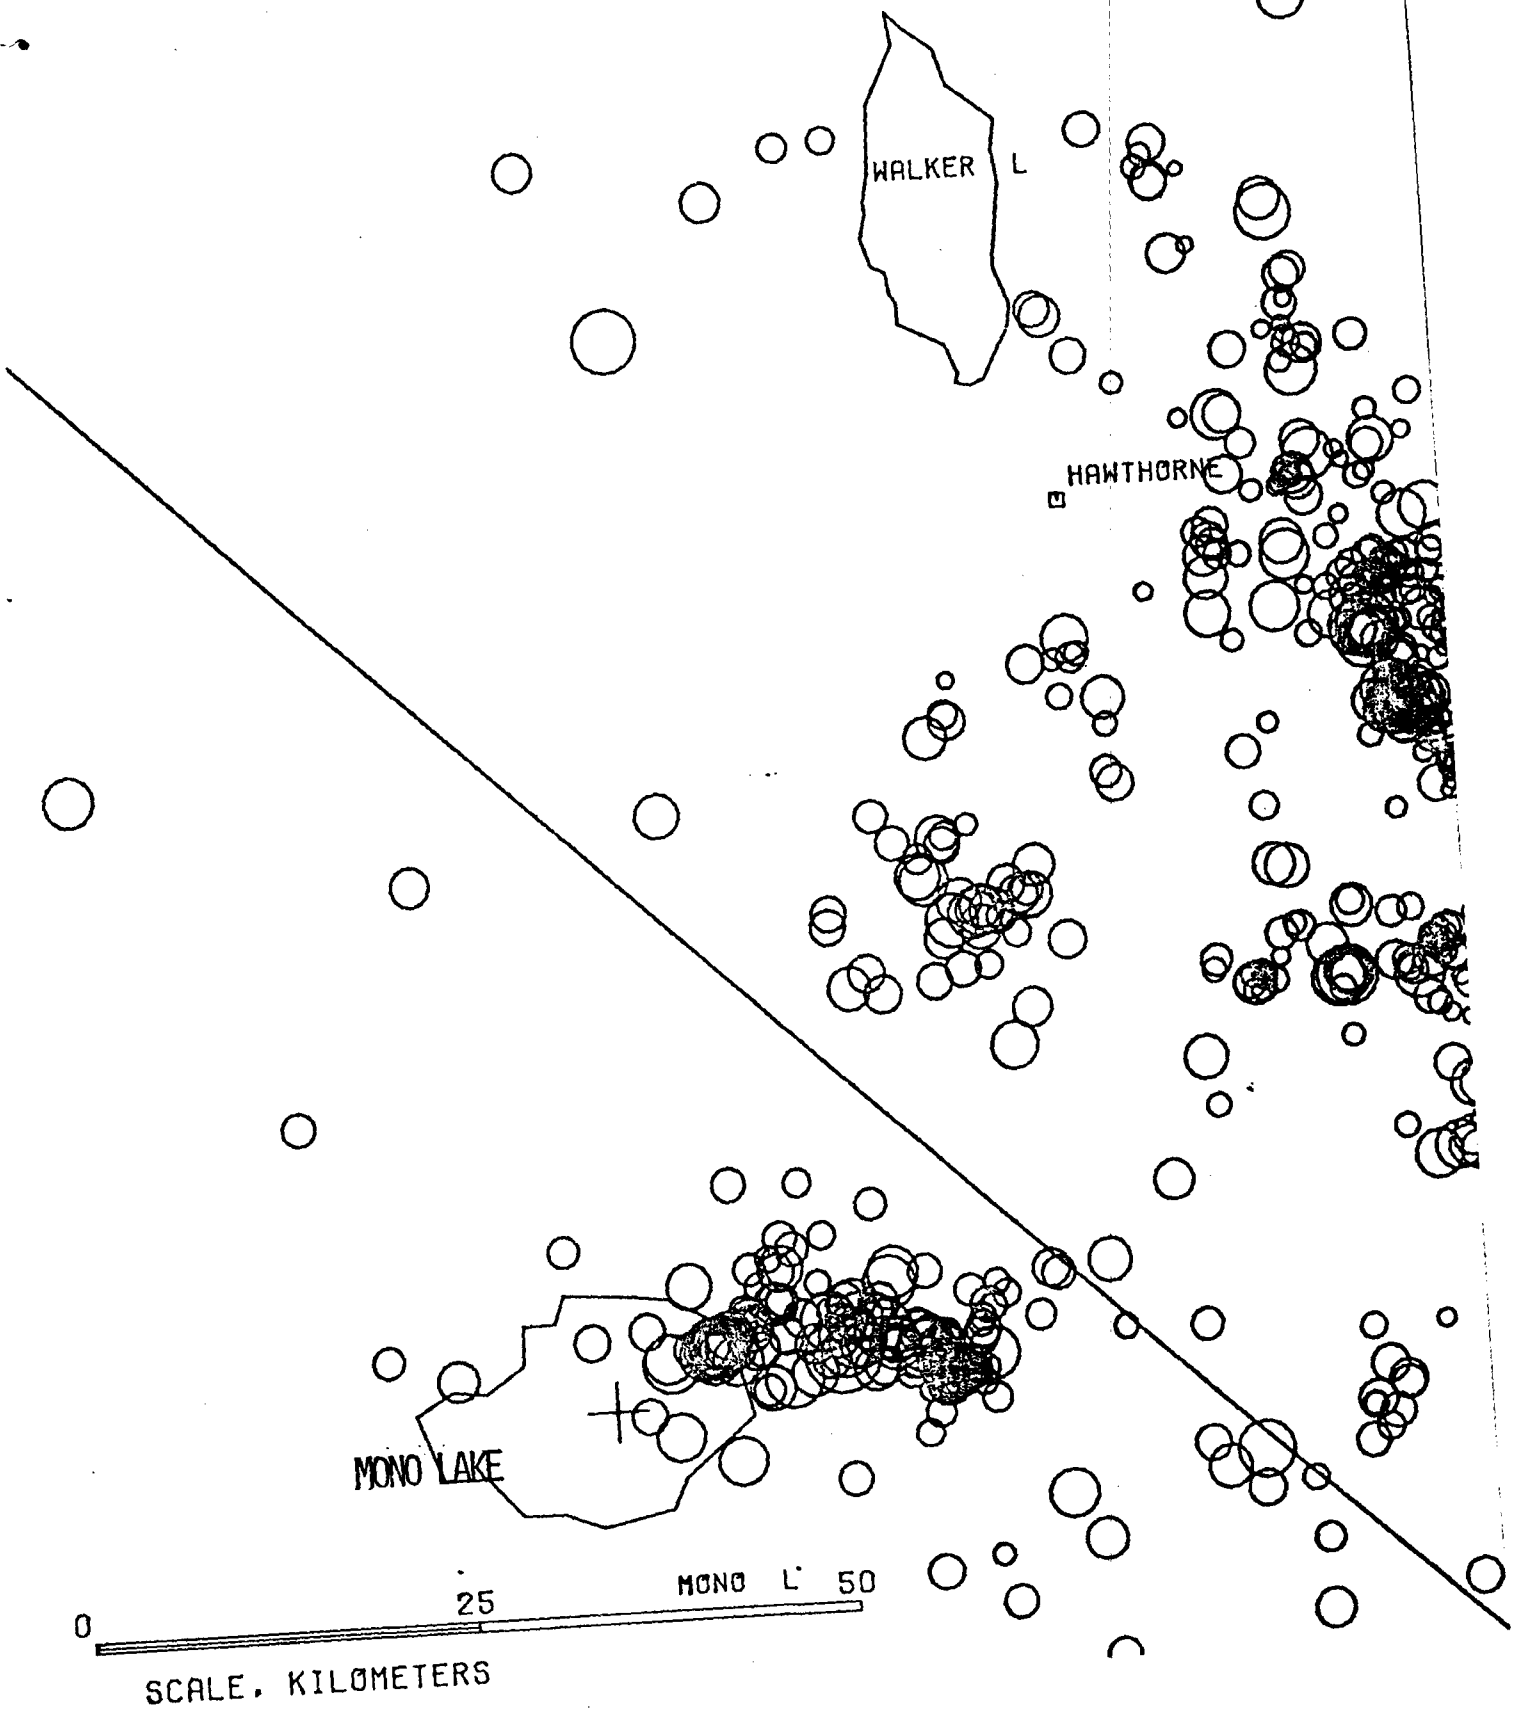 WALKER L
HAWTHORNE
MONO LAKE
MONO L
0 25 50
SCALE. KILOMETERS